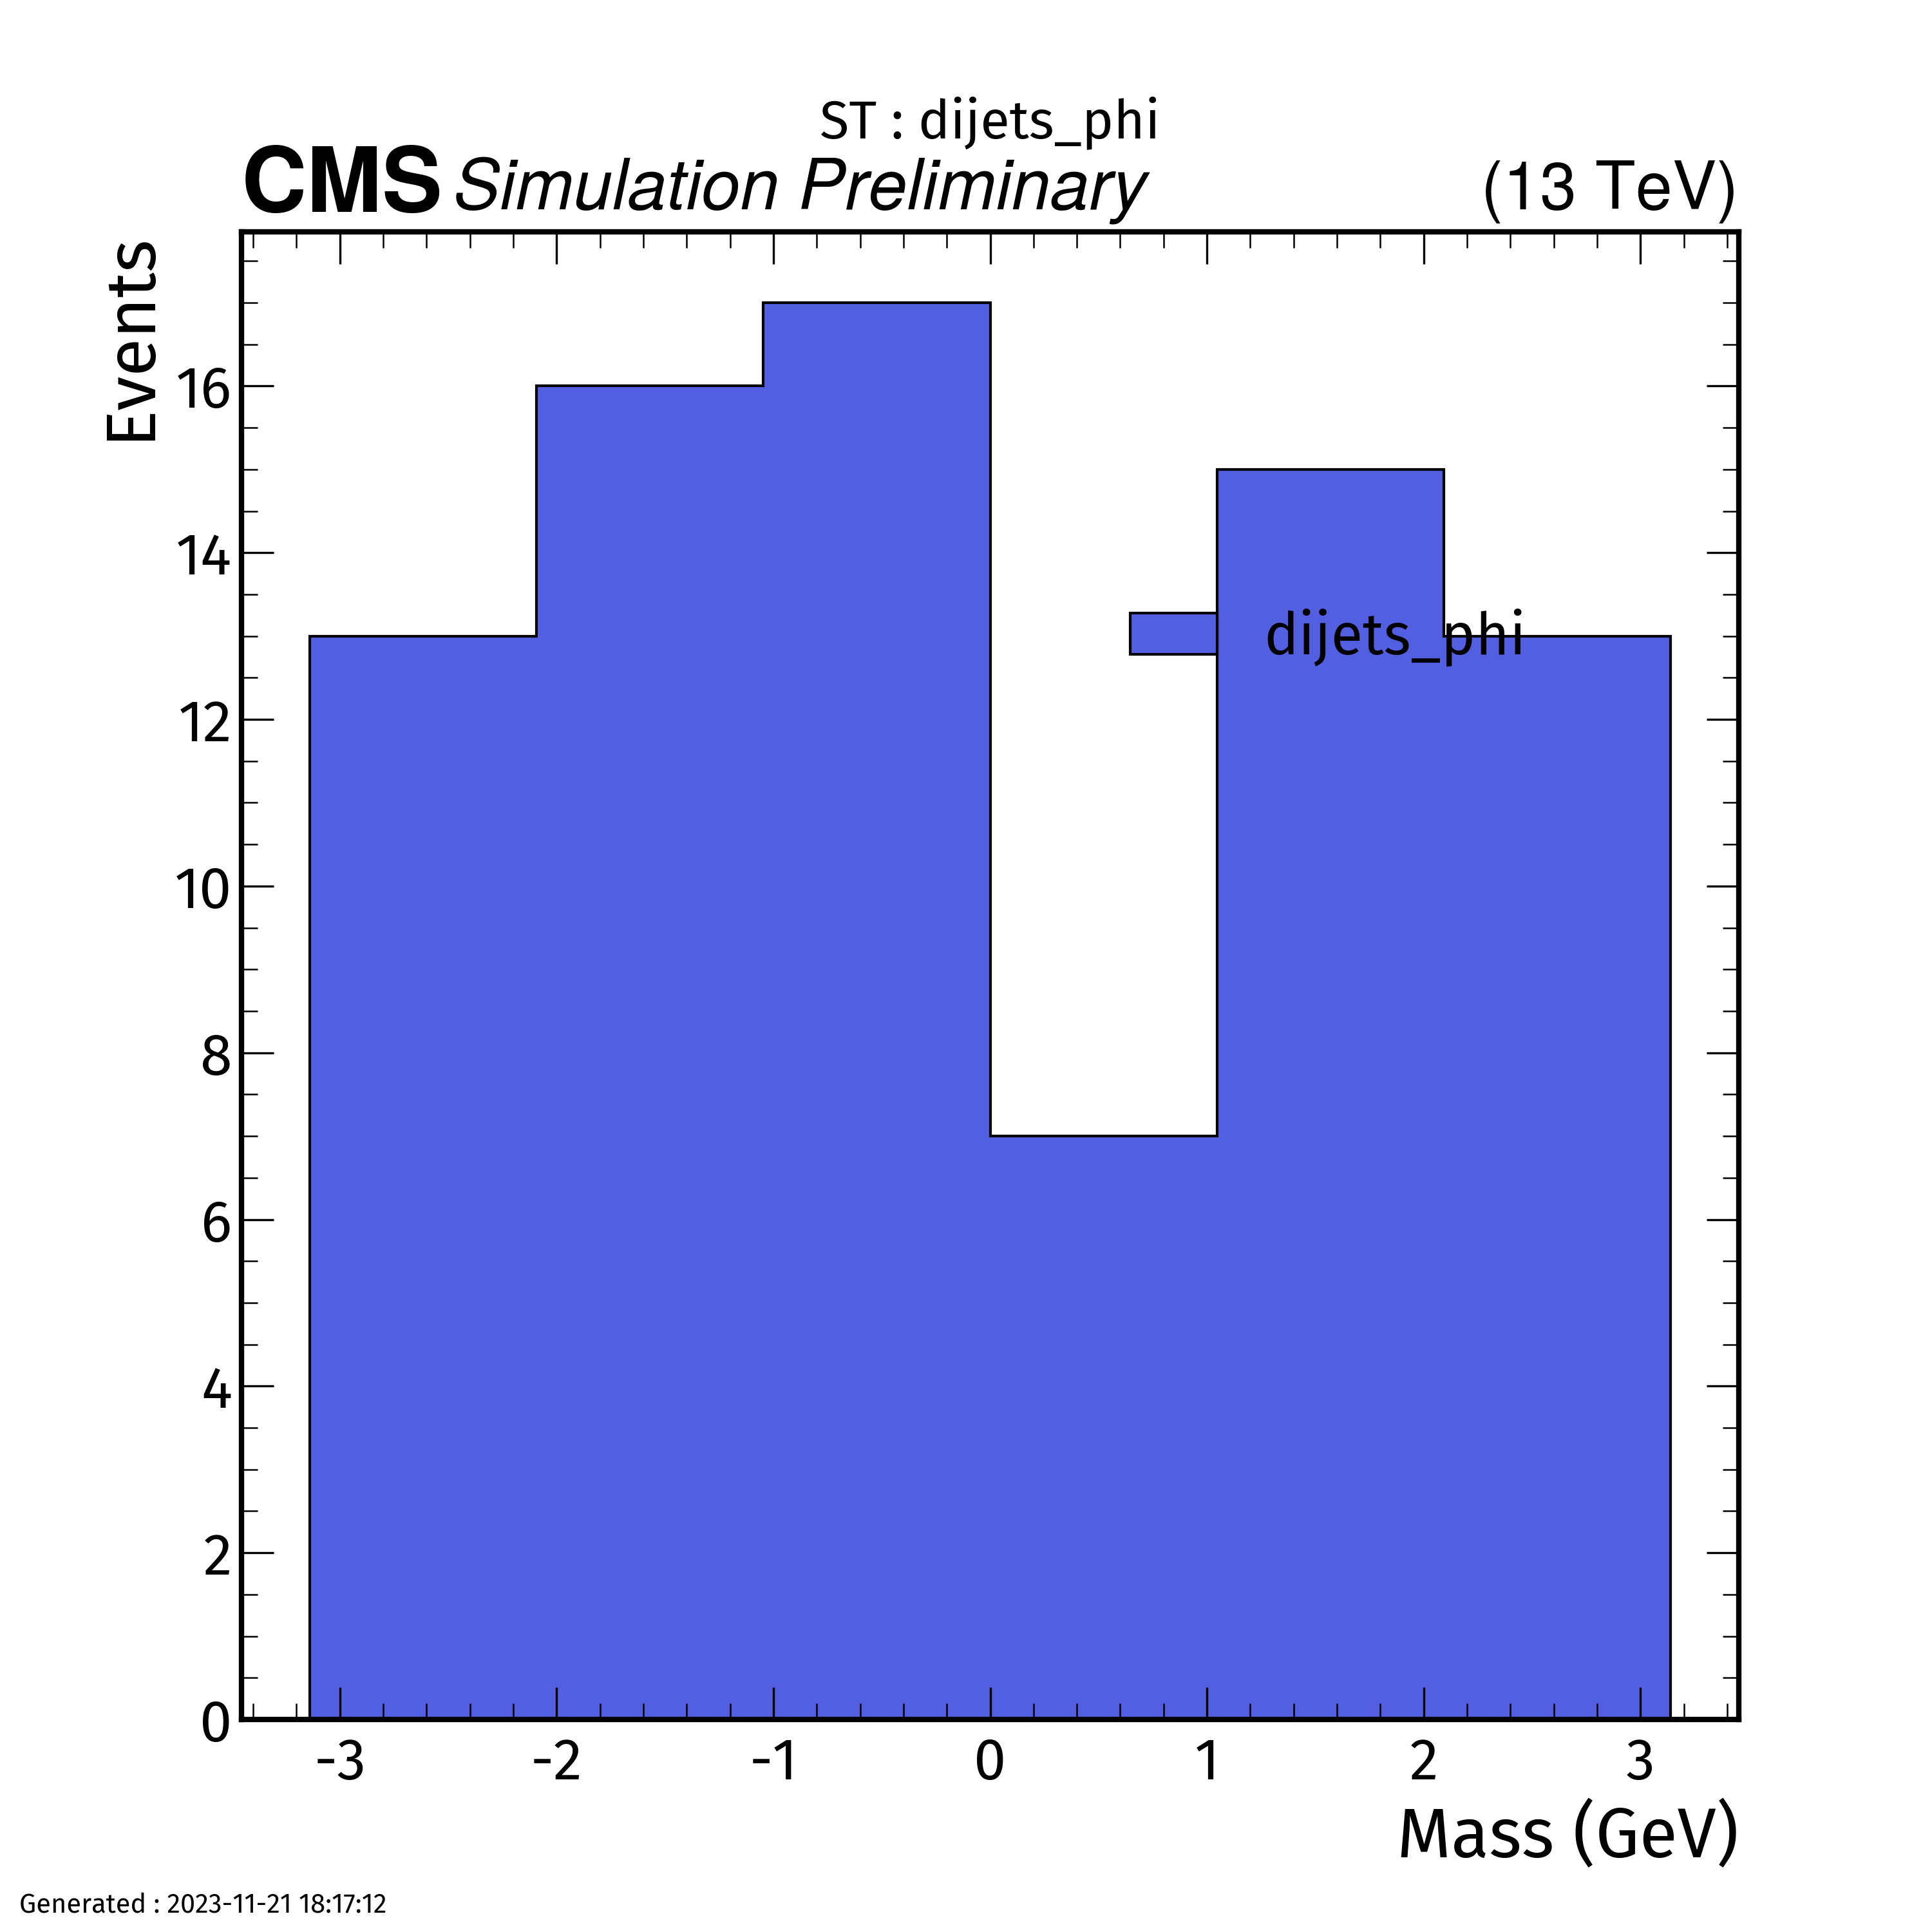 ST : dijets_phi
CMS Simulation Preliminary (13 TeV)
Events
16
14
12
10
8
6
4
2
0
dijets_phi
-3 -2 -1 0 1 2 3
Mass (GeV)
Generated : 2023-11-21 18:17:12